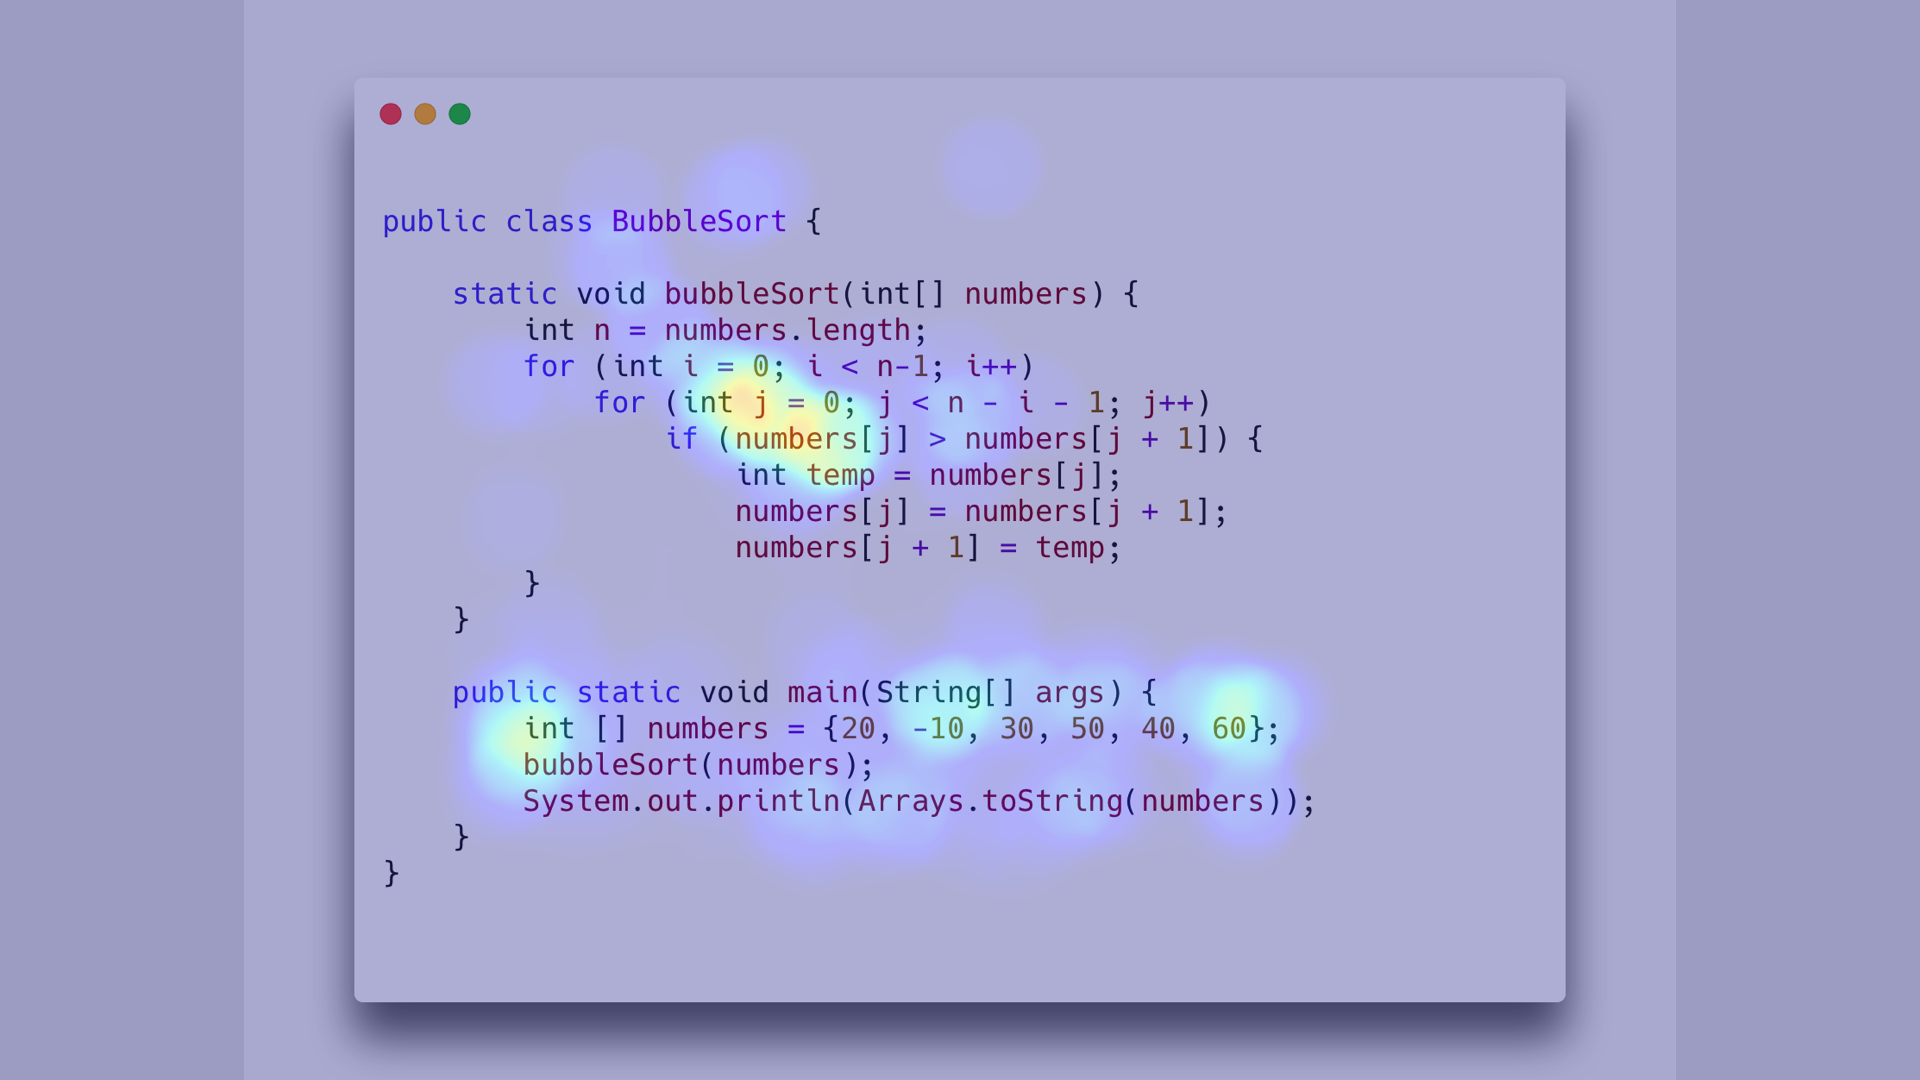 public class BubbleSort {
static void bubbleSort(int[] numbers) {
int n = numbers.length;
for (int i = 0; i < n-1; i++)
for (int j = 0; j < n - i - 1; j++)
if (numbers[j] > numbers[j + 1]) {
int temp = numbers[j];
numbers[j] = numbers[j + 1];
numbers[j + 1] = temp;
}
}
public static void main(String[] args) {
int [] numbers = {20, -10, 30, 50, 40, 60};
bubbleSort(numbers);
System.out.println(Arrays.toString(numbers));
}
}